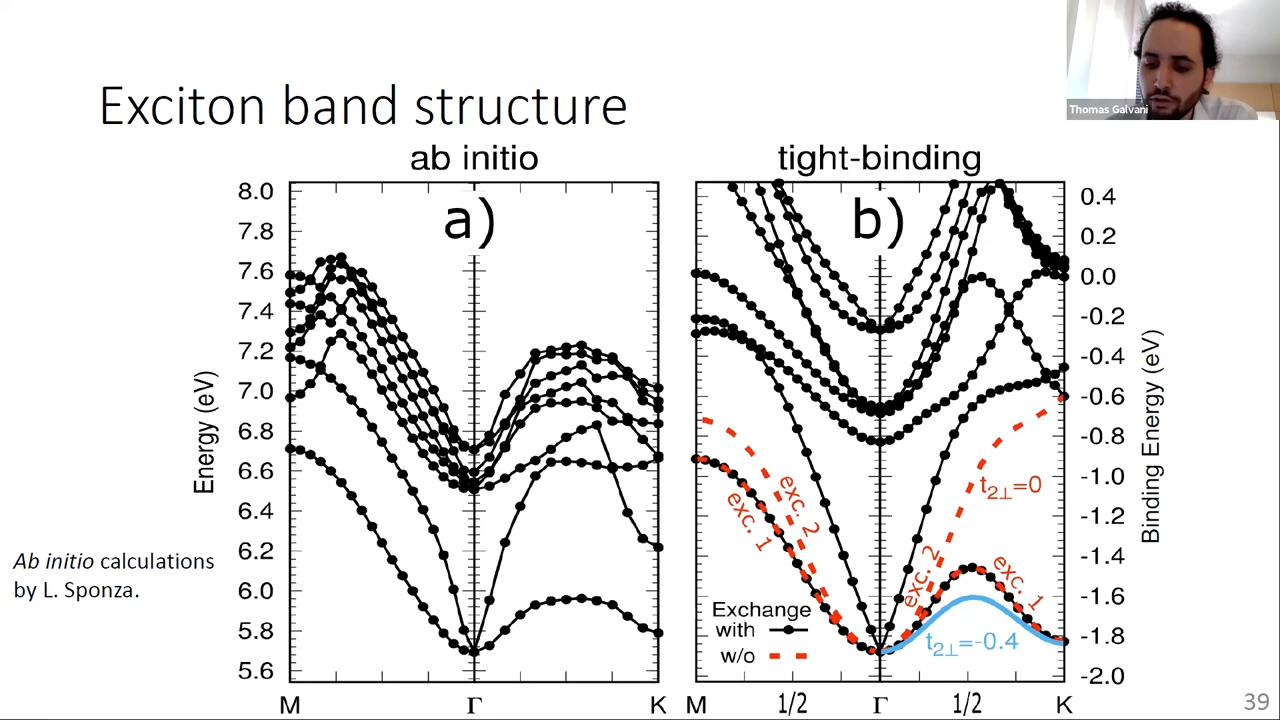 Thomas Galvani
Exciton band structure
ab initio
tight-binding
a)
b)
8.0
7.8
7.6
7.4
7.2
7.0
6.8
6.6
6.4
6.2
6.0
5.8
5.6
Energy (eV)
M
Γ
K
0.4
0.2
0.0
-0.2
-0.4
-0.6
-0.8
-1.0
-1.2
-1.4
-1.6
-1.8
-2.0
Binding Energy (eV)
exc. 1
exc. 2
exc. 2
exc. 1
t2⊥=0
t2⊥=-0.4
Exchange
with
w/o
M
1/2
Γ
1/2
K
Ab initio calculations
by L. Sponza.
39